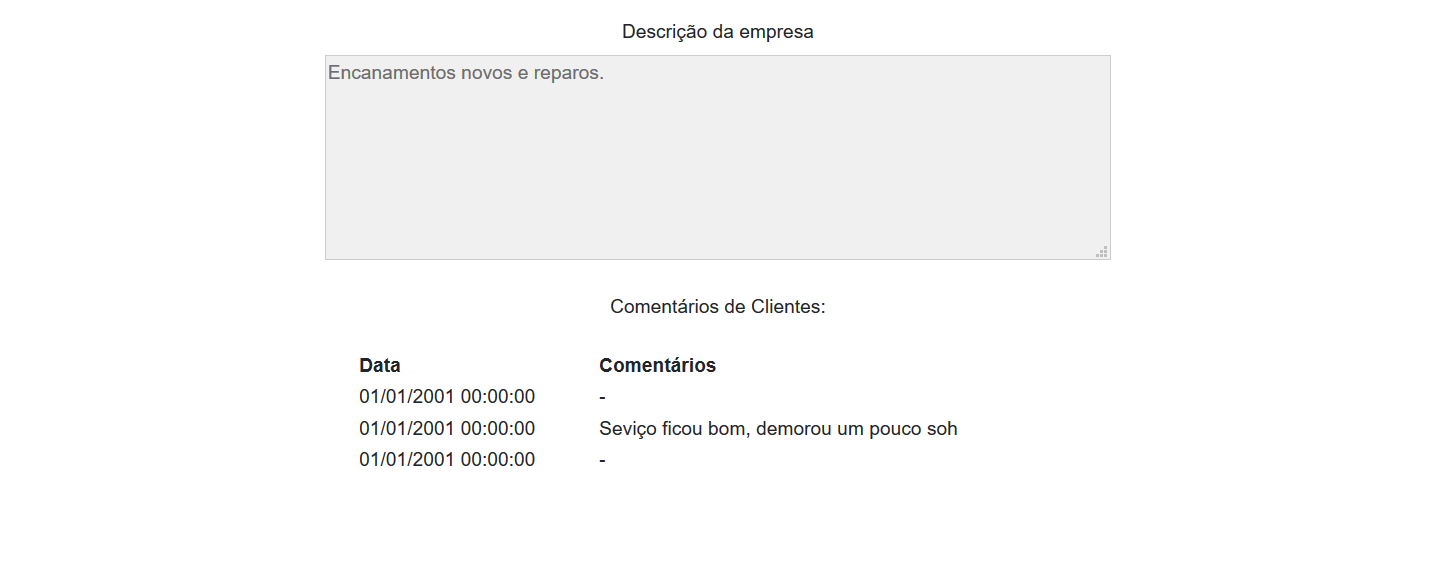 Descrição da empresa
Encanamentos novos e reparos.
Comentários de Clientes:
Data Comentários
01/01/2001 00:00:00 -
01/01/2001 00:00:00 Seviço ficou bom, demorou um pouco soh
01/01/2001 00:00:00 -